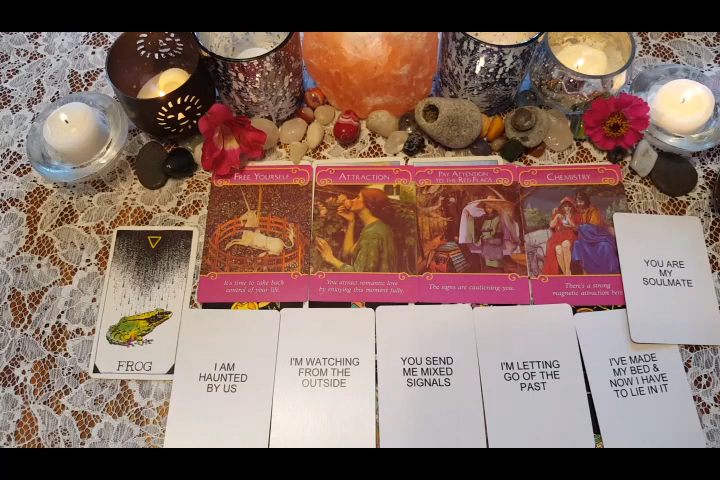 FREE YOURSELF
It's time to take back
control of your life.
ATTRACTION
You attract romantic love
by enjoying this moment fully.
PAY ATTENTION
TO THE RED FLAGS
The signs are cautioning you.
CHEMISTRY
There's a strong
magnetic attraction here
YOU ARE
MY
SOULMATE
FROG
I AM
HAUNTED
BY US
I'M WATCHING
FROM THE
OUTSIDE
YOU SEND
ME MIXED
SIGNALS
I'M LETTING
GO OF THE
PAST
I'VE MADE
MY BED &
NOW I HAVE
TO LIE IN IT